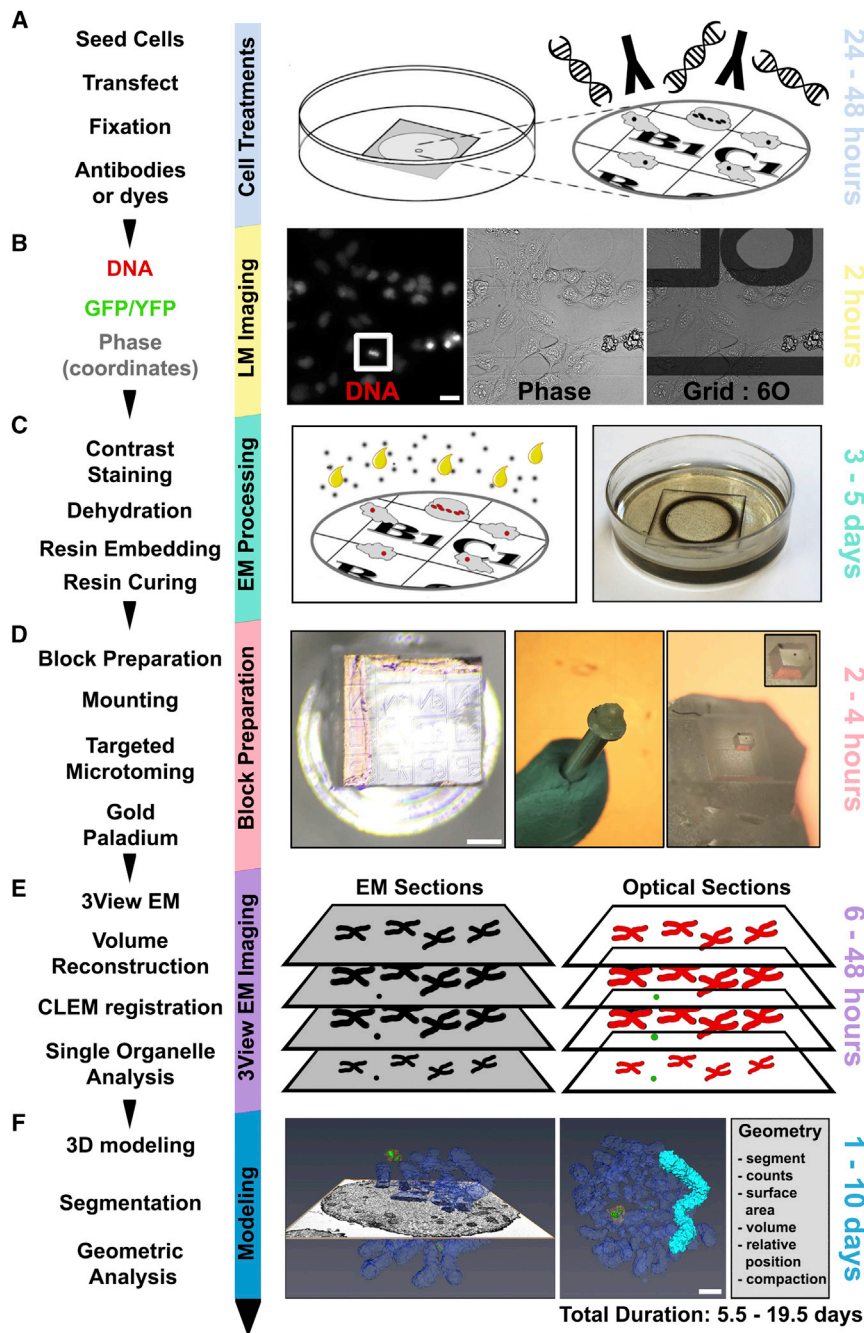 A
Seed Cells
Transfect
Fixation
Antibodies
or dyes
Cell Treatments
B1
C1
24 - 48 hours
B
DNA
GFP/YFP
Phase
(coordinates)
LM Imaging
DNA
Phase
Grid : 6O
2 hours
C
Contrast
Staining
Dehydration
Resin Embedding
Resin Curing
EM Processing
B1
C1
3 - 5 days
D
Block Preparation
Mounting
Targeted
Microtoming
Gold
Paladium
Block Preparation
2 - 4 hours
E
3View EM
Volume
Reconstruction
CLEM registration
Single Organelle
Analysis
3View EM Imaging
EM Sections
Optical Sections
6 - 48 hours
F
3D modeling
Segmentation
Geometric
Analysis
Modeling
Geometry
- segment
- counts
- surface
area
- volume
- relative
position
- compaction
1 - 10 days
Total Duration: 5.5 - 19.5 days